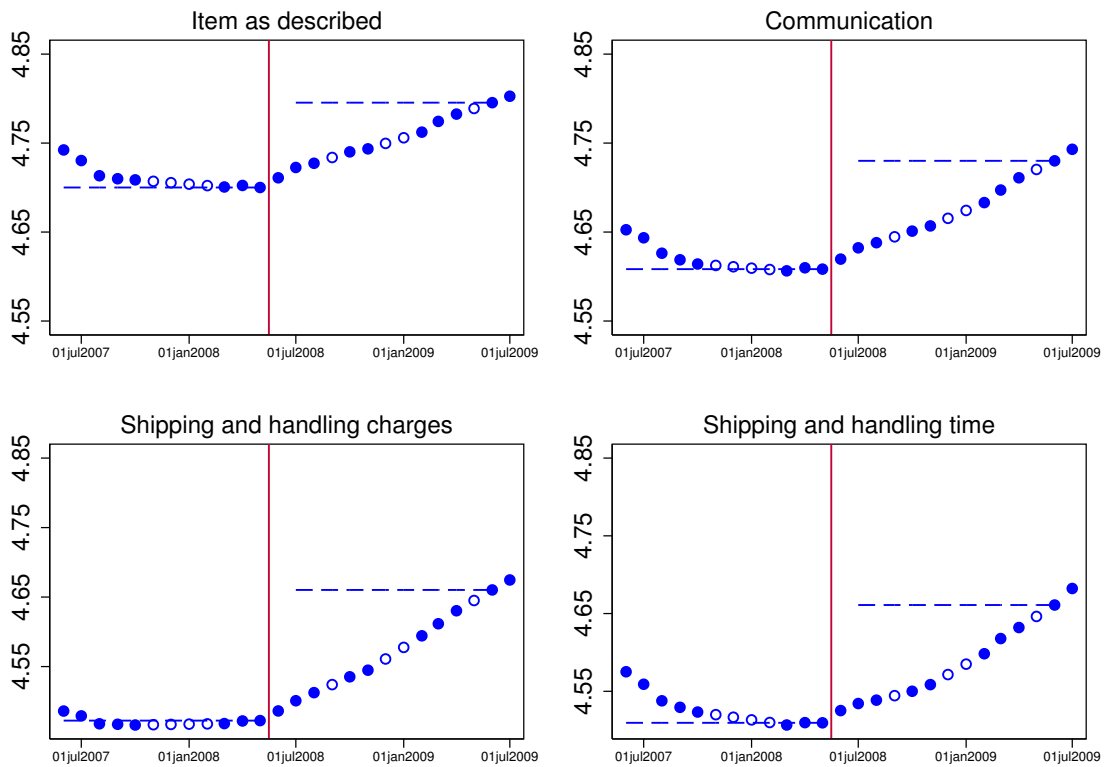 Item as described
4.85
4.75
4.65
4.55
01jul2007 01jan2008 01jul2008 01jan2009 01jul2009
Communication
4.85
4.75
4.65
4.55
01jul2007 01jan2008 01jul2008 01jan2009 01jul2009
Shipping and handling charges
4.85
4.75
4.65
4.55
01jul2007 01jan2008 01jul2008 01jan2009 01jul2009
Shipping and handling time
4.85
4.75
4.65
4.55
01jul2007 01jan2008 01jul2008 01jan2009 01jul2009